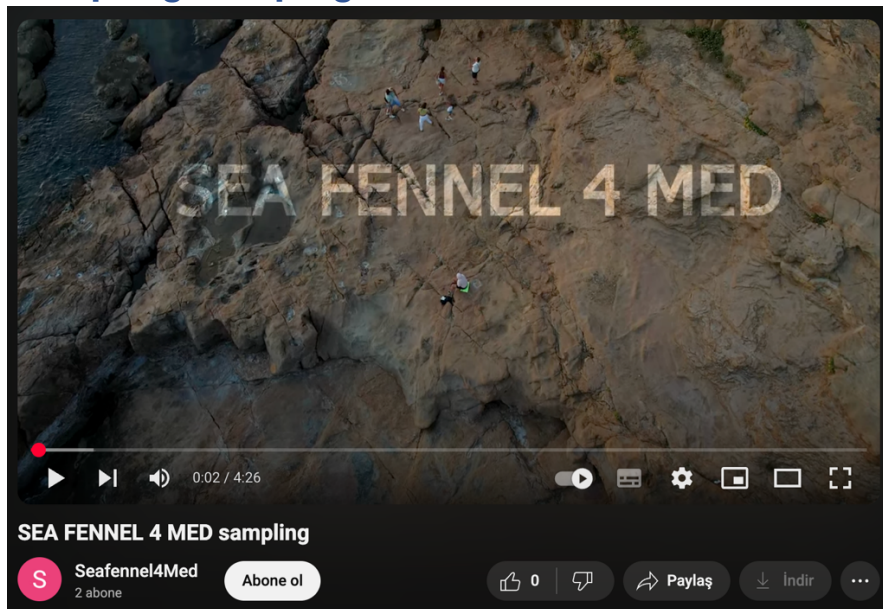 SEA FENNEL 4 MED
0:02 / 4:26
SEA FENNEL 4 MED sampling
S
Seafennel4Med
2 abone
Abone ol
0
Paylaş
İndir